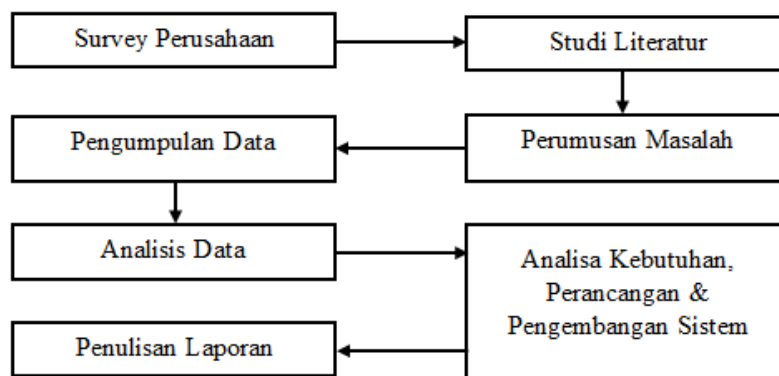 Survey Perusahaan
Studi Literatur
Perumusan Masalah
Pengumpulan Data
Analisis Data
Analisa Kebutuhan,
Perancangan &
Pengembangan Sistem
Penulisan Laporan